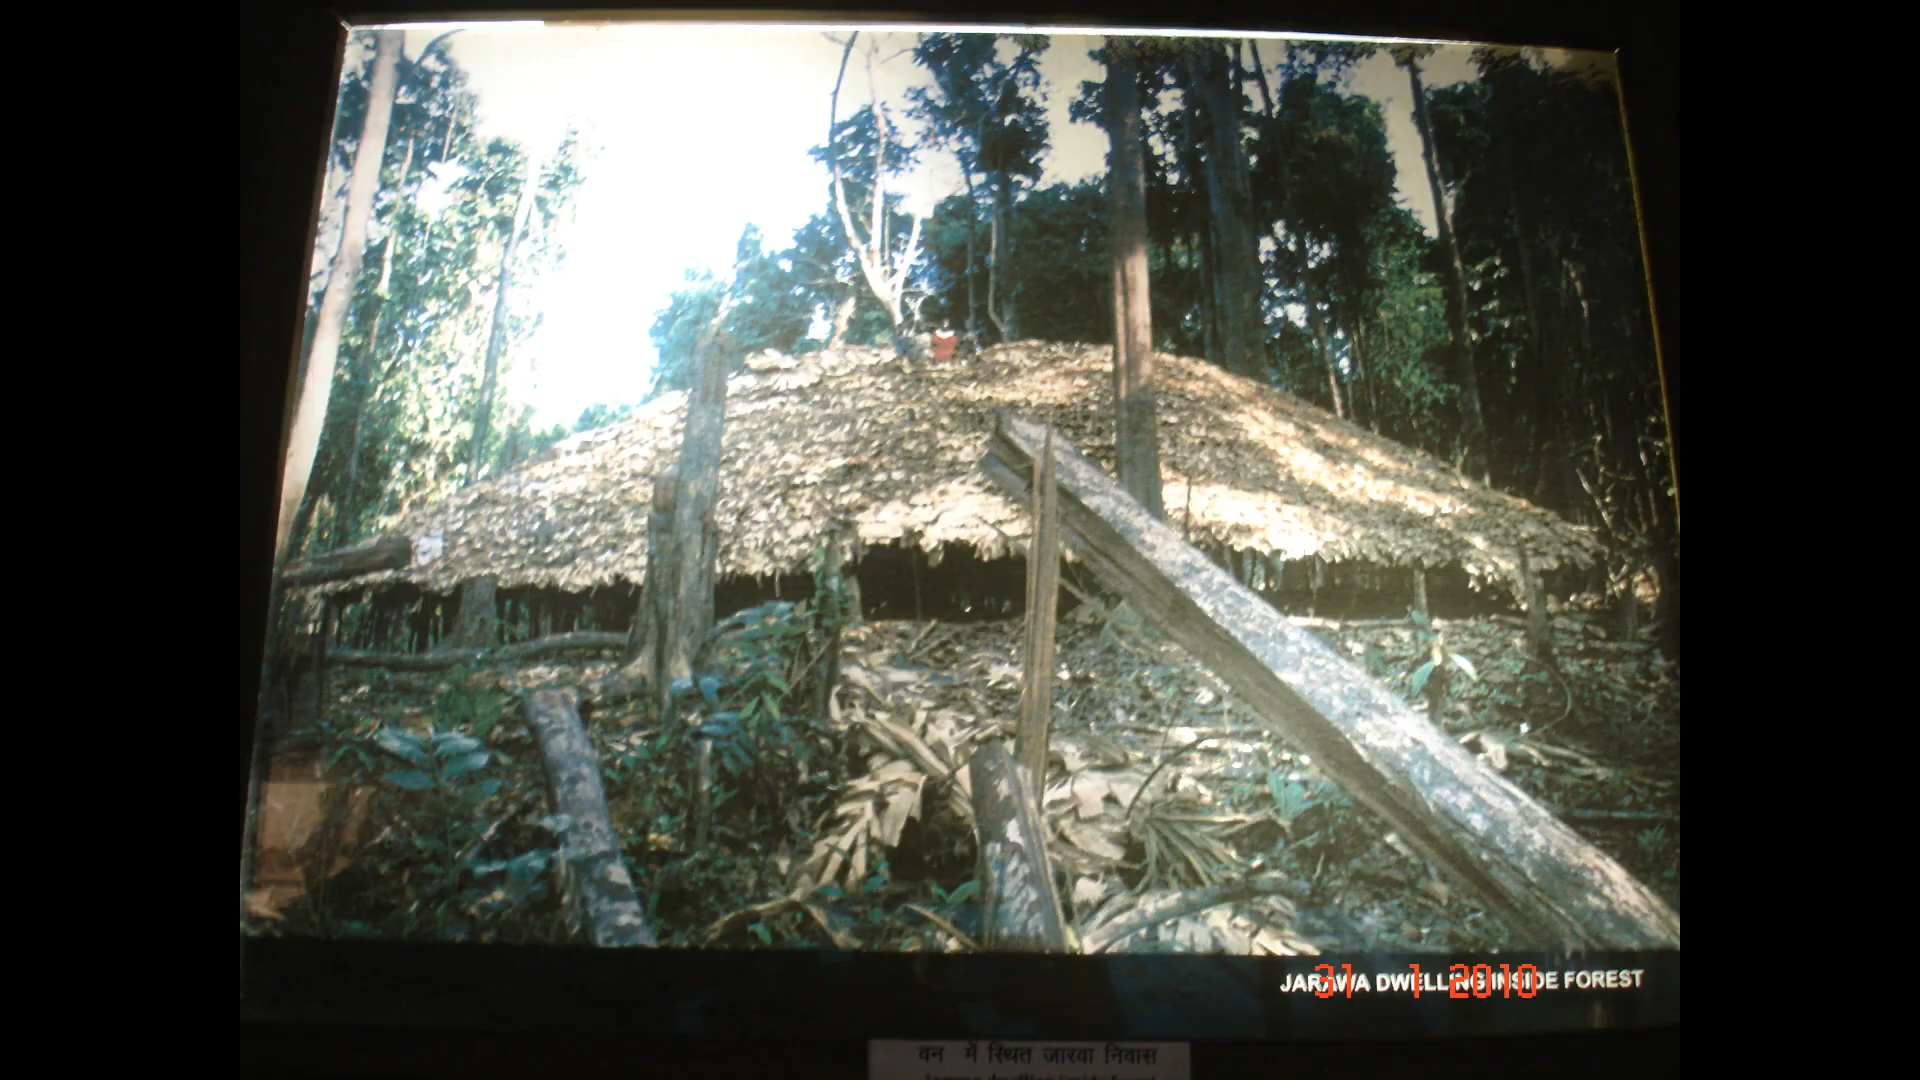 JARAWA DWELLING INSIDE FOREST
31 1 2010
वन में स्थित जारवा निवास